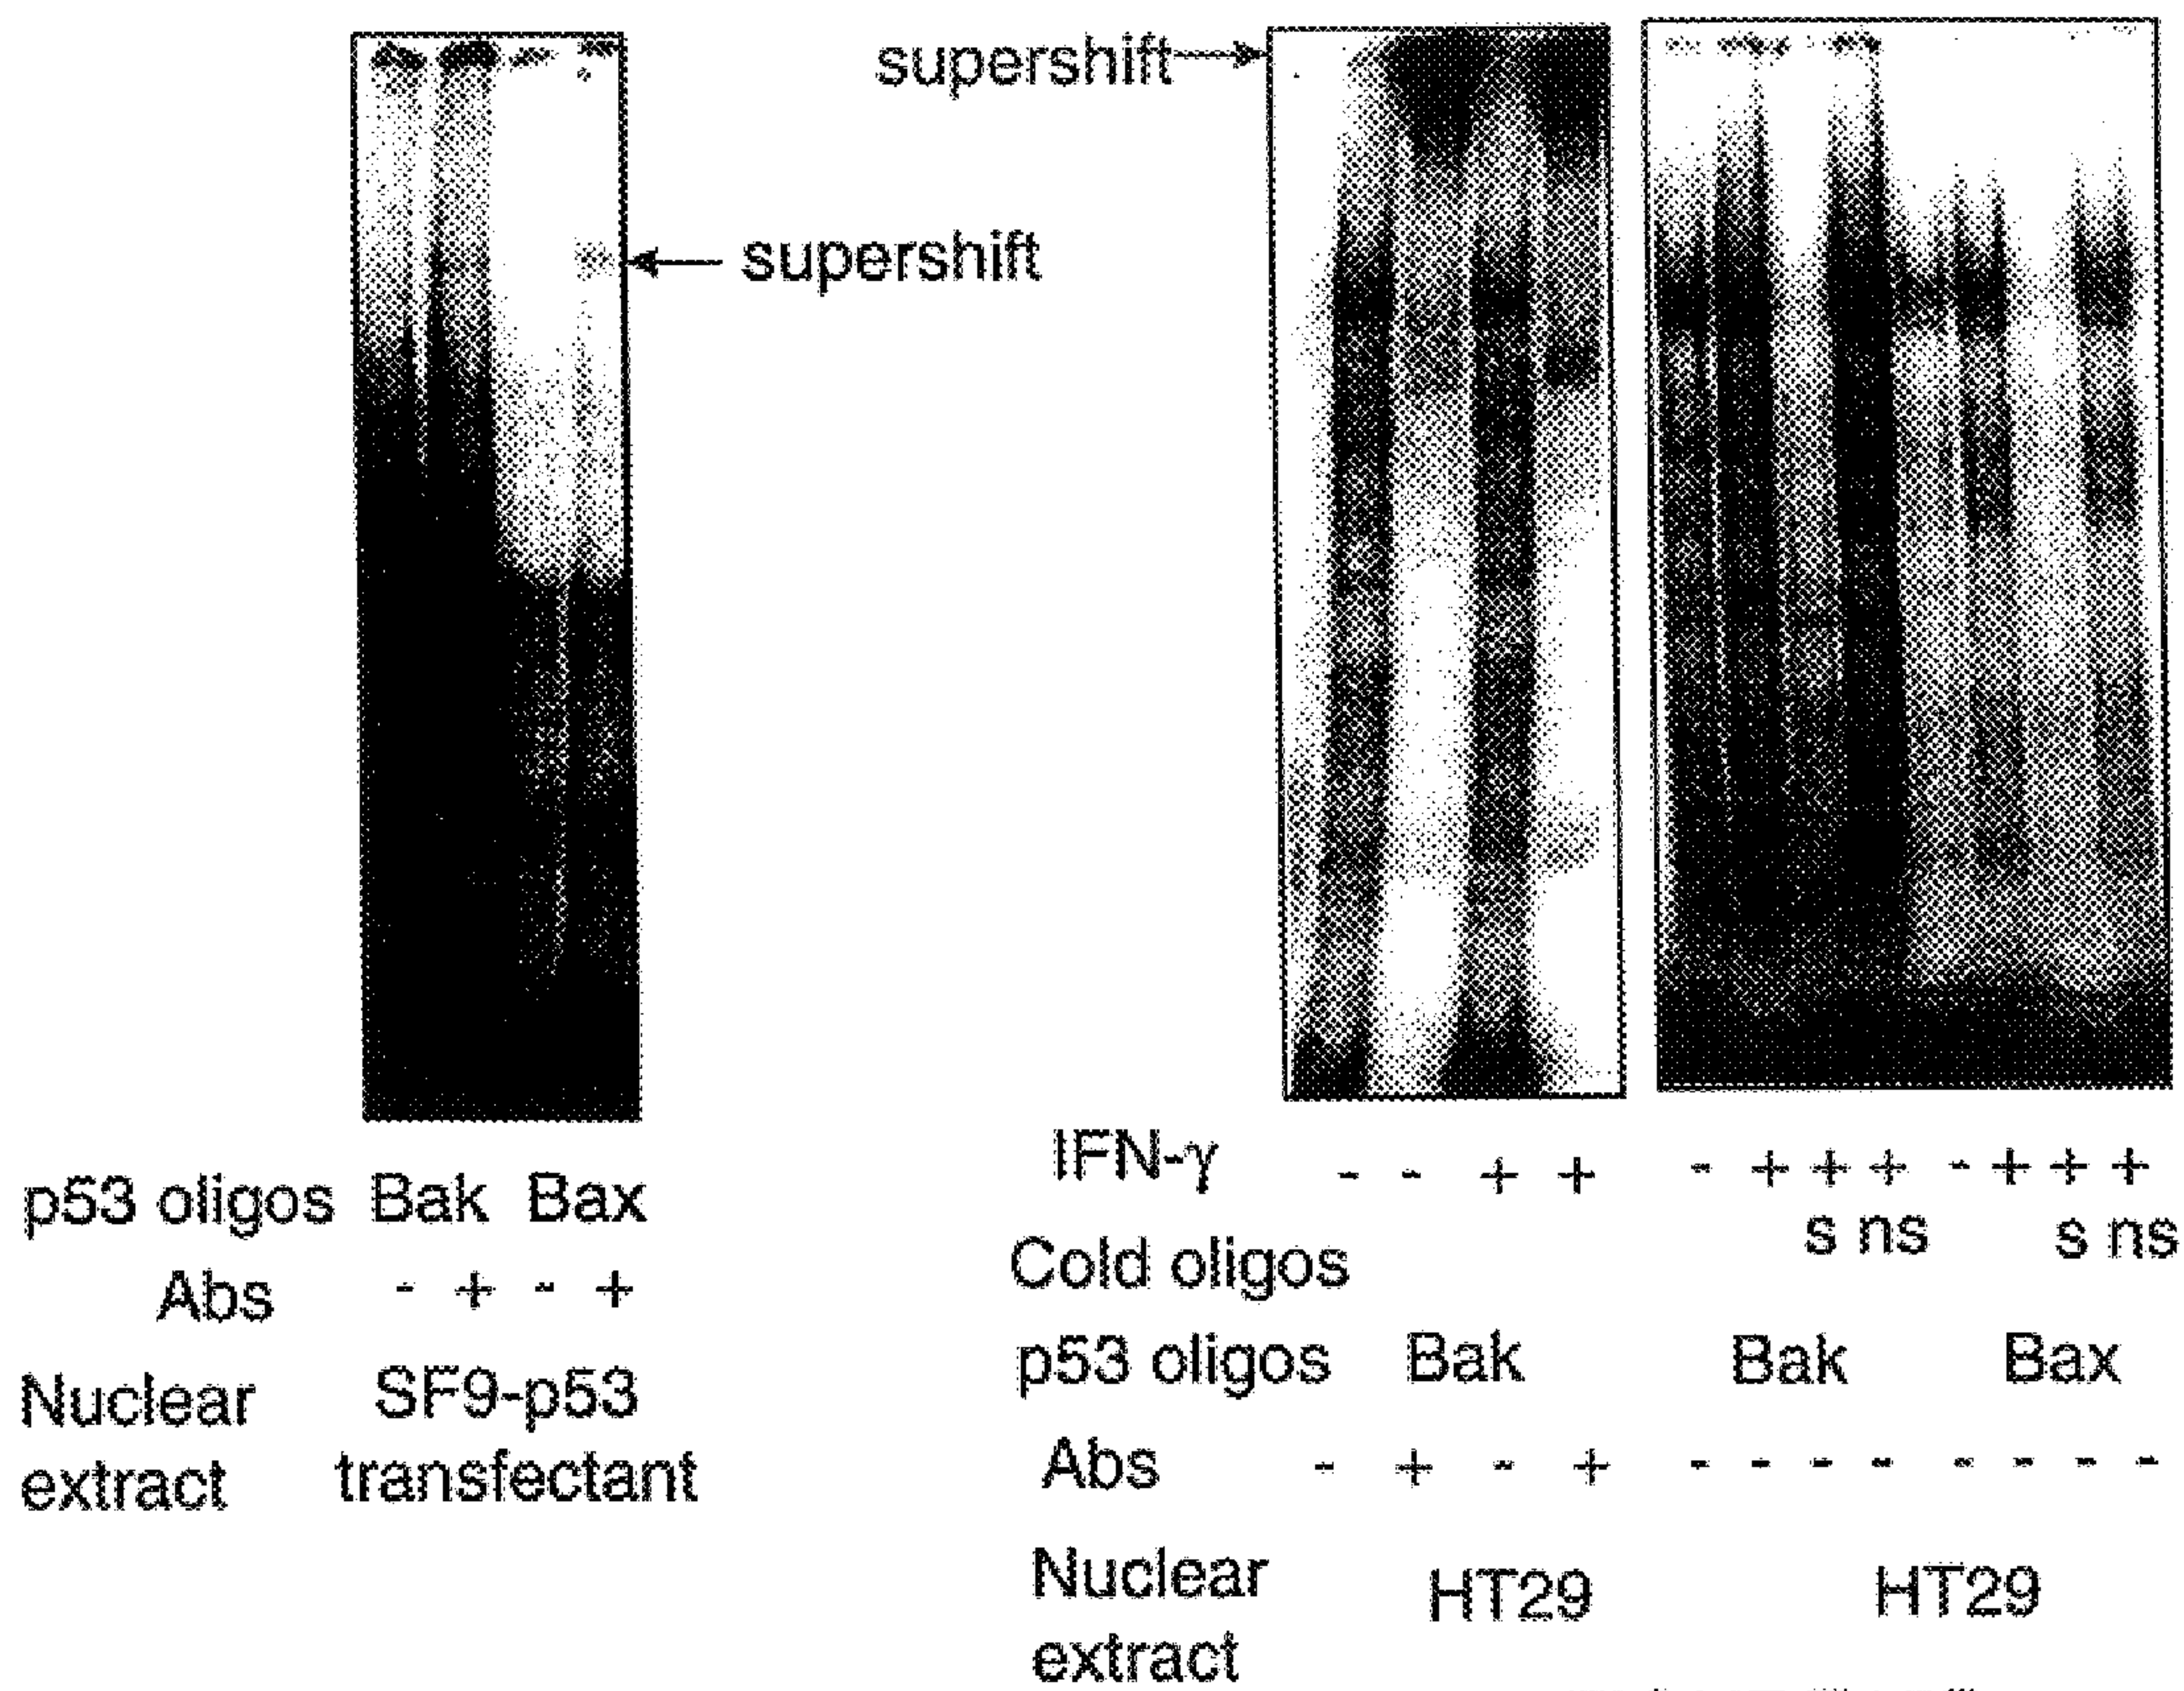 supershift
supershift
p53 oligos Bak Bax
Abs - + - +
Nuclear extract SF9-p53 transfectant
IFN-γ - - + + - + + + - + + +
Cold oligos s ns s ns
p53 oligos Bak Bak Bax
Abs - + - + - - - - - - - -
Nuclear extract HT29 HT29